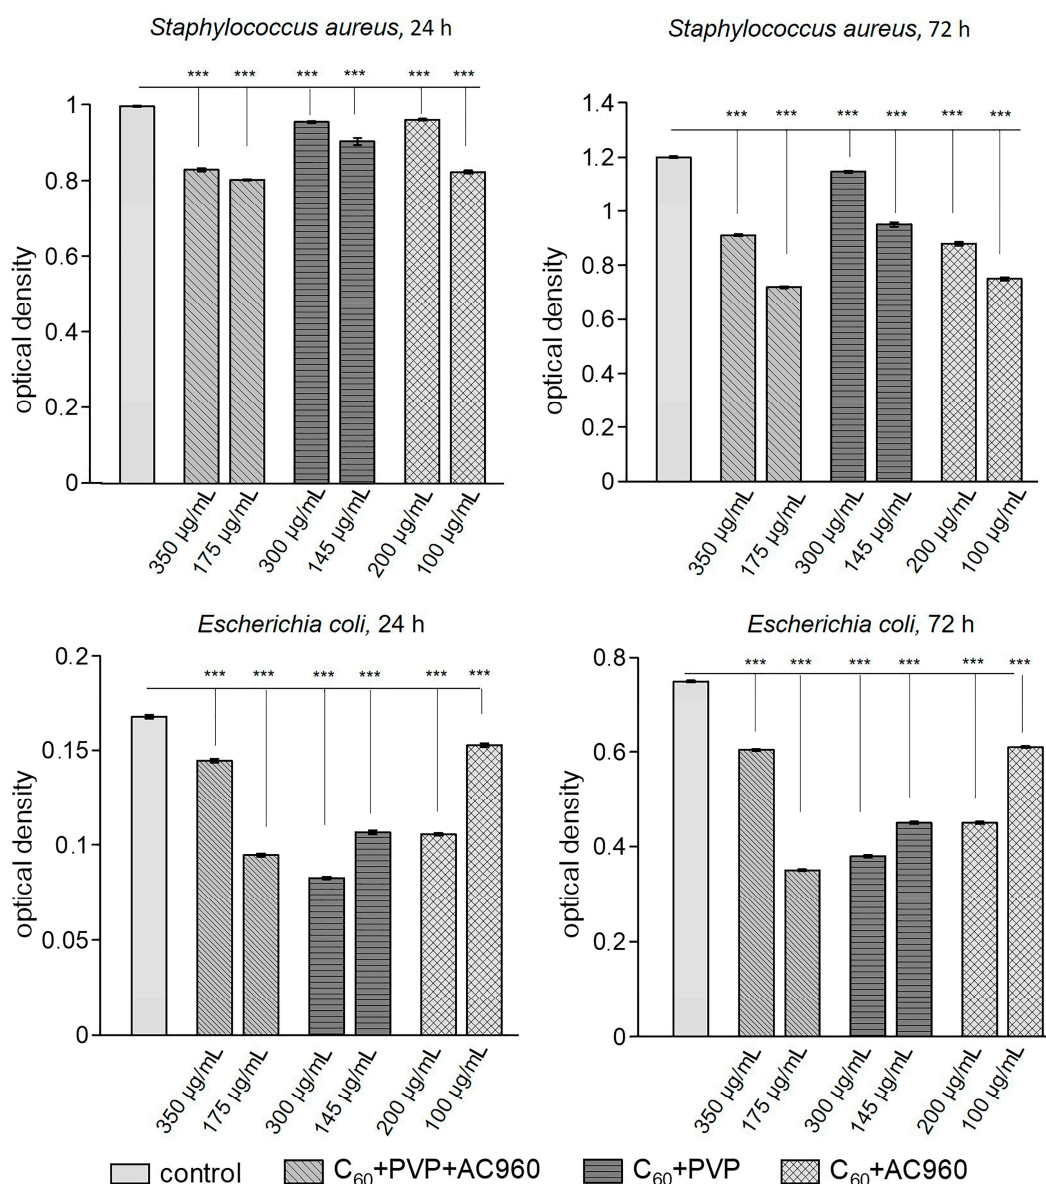 Staphylococcus aureus, 24 h
*** *** *** *** *** ***
optical density
1
0.8
0.6
0.4
0.2
0
350 µg/mL
175 µg/mL
300 µg/mL
145 µg/mL
200 µg/mL
100 µg/mL
Staphylococcus aureus, 72 h
*** *** *** *** *** ***
optical density
1.4
1.2
1
0.8
0.6
0.4
0.2
0
350 µg/mL
175 µg/mL
300 µg/mL
145 µg/mL
200 µg/mL
100 µg/mL
Escherichia coli, 24 h
*** *** *** *** *** ***
optical density
0.2
0.15
0.1
0.05
0
350 µg/mL
175 µg/mL
300 µg/mL
145 µg/mL
200 µg/mL
100 µg/mL
Escherichia coli, 72 h
*** *** *** *** *** ***
optical density
0.8
0.6
0.4
0.2
0
350 µg/mL
175 µg/mL
300 µg/mL
145 µg/mL
200 µg/mL
100 µg/mL
control C₆₀+PVP+AC960 C₆₀+PVP C₆₀+AC960